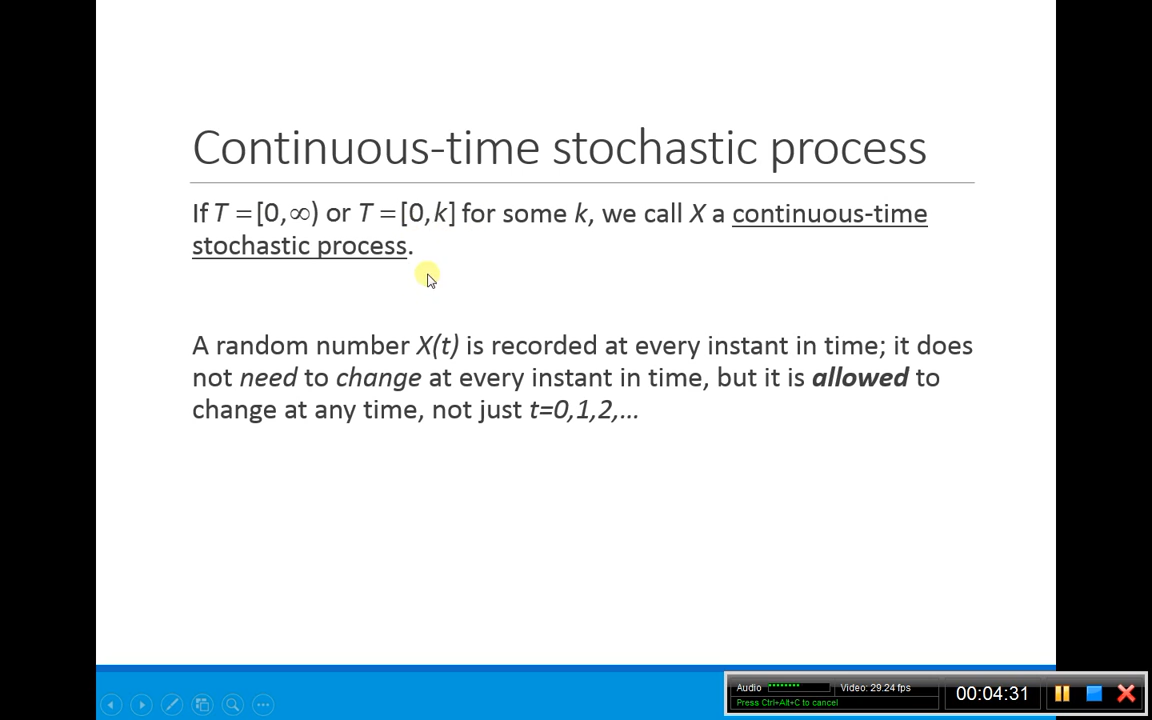 Continuous-time stochastic process
If T = [0, ∞) or T = [0, k] for some k, we call X a continuous-time
stochastic process.
A random number X(t) is recorded at every instant in time; it does
not need to change at every instant in time, but it is allowed to
change at any time, not just t=0,1,2,...
Audio
Video: 29.24 fps
Press Ctrl+Alt+C to cancel
00:04:31